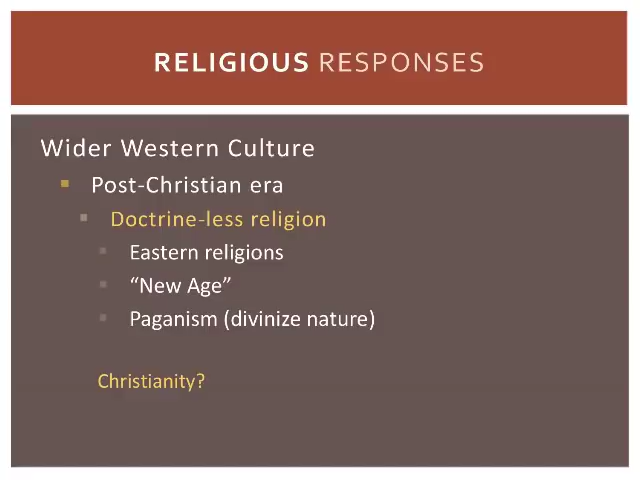 RELIGIOUS RESPONSES
Wider Western Culture
Post-Christian era
Doctrine-less religion
Eastern religions
“New Age”
Paganism (divinize nature)
Christianity?